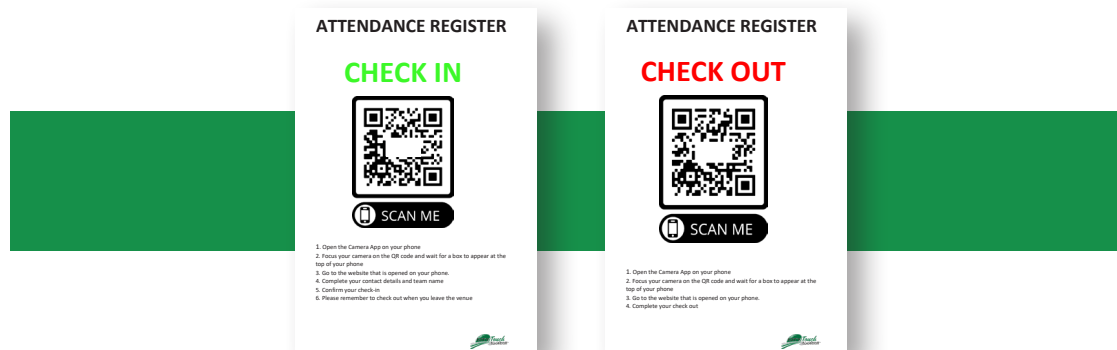 ATTENDANCE REGISTER
CHECK IN
SCAN ME
1. Open the Camera App on your phone
2. Focus your camera on the QR code and wait for a box to appear at the
top of your phone
3. Go to the website that is opened on your phone.
4. Complete your contact details and team name
5. Confirm your check-in
6. Please remember to check out when you leave the venue
Touch
ATTENDANCE REGISTER
CHECK OUT
SCAN ME
1. Open the Camera App on your phone
2. Focus your camera on the QR code and wait for a box to appear at the
top of your phone
3. Go to the website that is opened on your phone.
4. Complete your check out
Touch